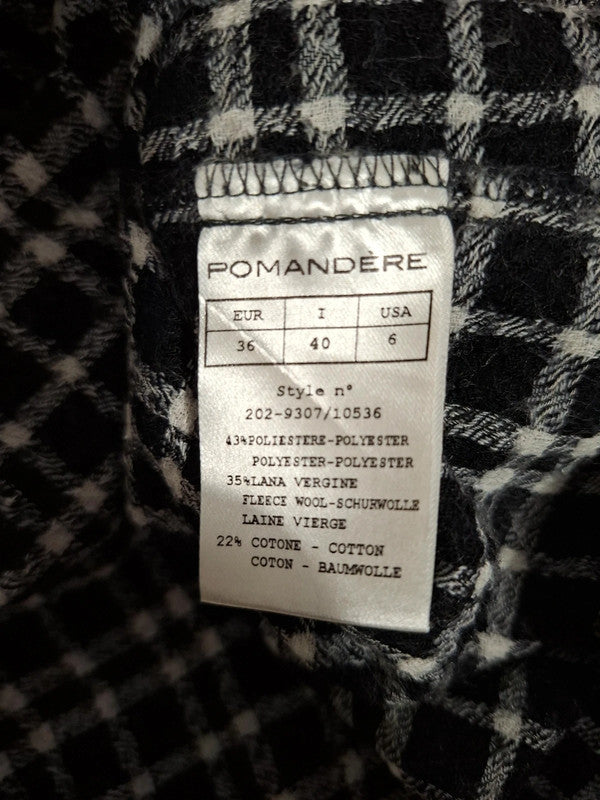 POMANDÈRE
EUR I USA
36 40 6
Style n°
202-9307/10536
43%POLIESTERE-POLYESTER
POLYESTER-POLYESTER
35%LANA VERGINE
FLEECE WOOL-SCHURWOLLE
LAINE VIERGE
22% COTONE - COTTON
COTON - BAUMWOLLE